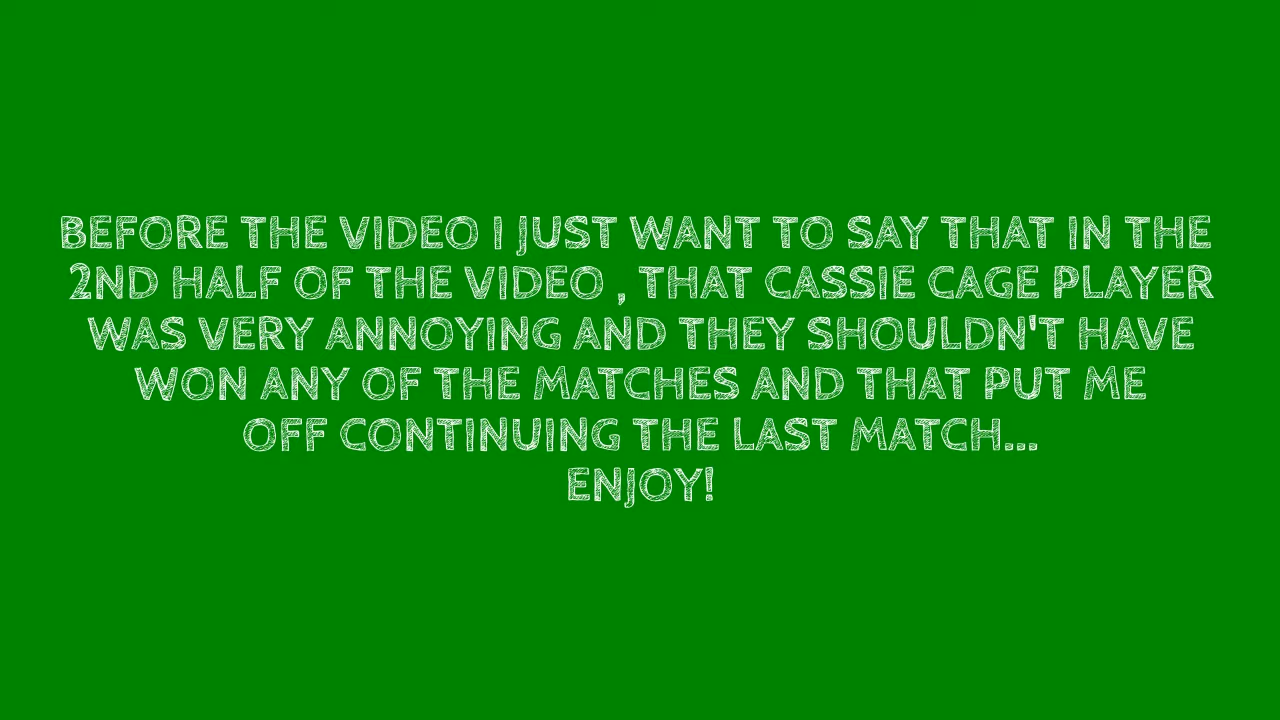 BEFORE THE VIDEO I JUST WANT TO SAY THAT IN THE
2ND HALF OF THE VIDEO , THAT CASSIE CAGE PLAYER
WAS VERY ANNOYING AND THEY SHOULDN'T HAVE
WON ANY OF THE MATCHES AND THAT PUT ME
OFF CONTINUING THE LAST MATCH...
ENJOY!